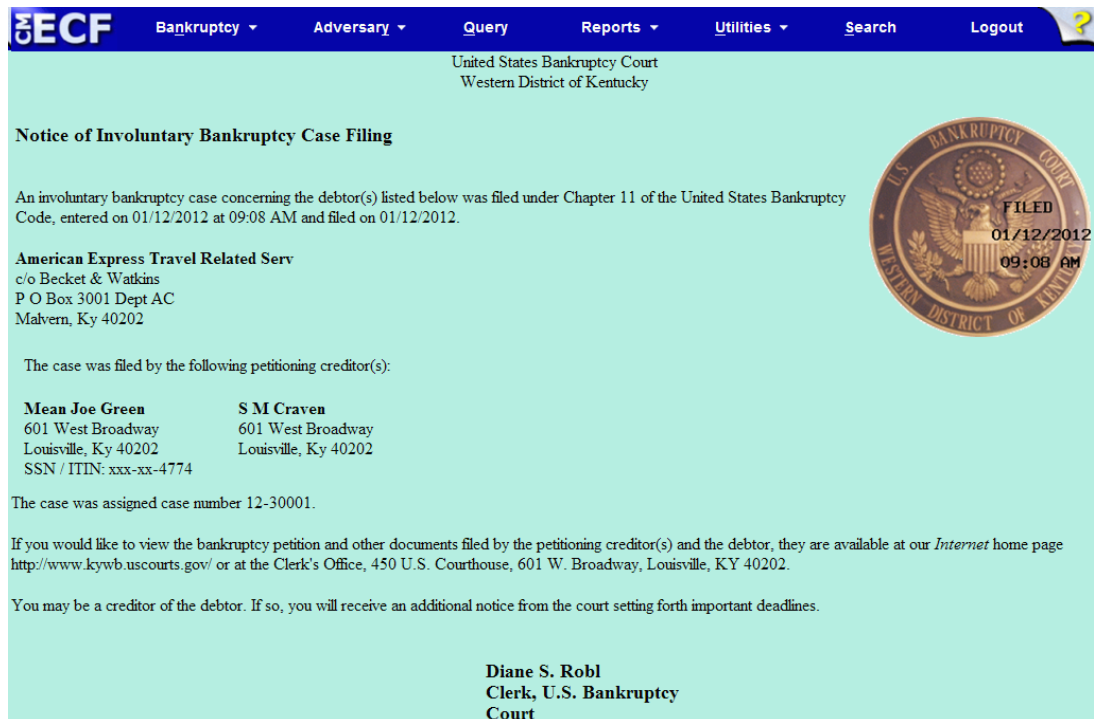 CM ECF Bankruptcy Adversary Query Reports Utilities Search Logout ?
United States Bankruptcy Court
Western District of Kentucky
Notice of Involuntary Bankruptcy Case Filing
U.S. BANKRUPTCY COURT
WESTERN DISTRICT OF KENTUCKY
FILED
01/12/2012
09:08 AM
An involuntary bankruptcy case concerning the debtor(s) listed below was filed under Chapter 11 of the United States Bankruptcy
Code, entered on 01/12/2012 at 09:08 AM and filed on 01/12/2012.
American Express Travel Related Serv
c/o Becket & Watkins
P O Box 3001 Dept AC
Malvern, Ky 40202
The case was filed by the following petitioning creditor(s):
Mean Joe Green S M Craven
601 West Broadway 601 West Broadway
Louisville, Ky 40202 Louisville, Ky 40202
SSN / ITIN: xxx-xx-4774
The case was assigned case number 12-30001.
If you would like to view the bankruptcy petition and other documents filed by the petitioning creditor(s) and the debtor, they are available at our Internet home page
http://www.kywb.uscourts.gov/ or at the Clerk's Office, 450 U.S. Courthouse, 601 W. Broadway, Louisville, KY 40202.
You may be a creditor of the debtor. If so, you will receive an additional notice from the court setting forth important deadlines.
Diane S. Robl
Clerk, U.S. Bankruptcy
Court